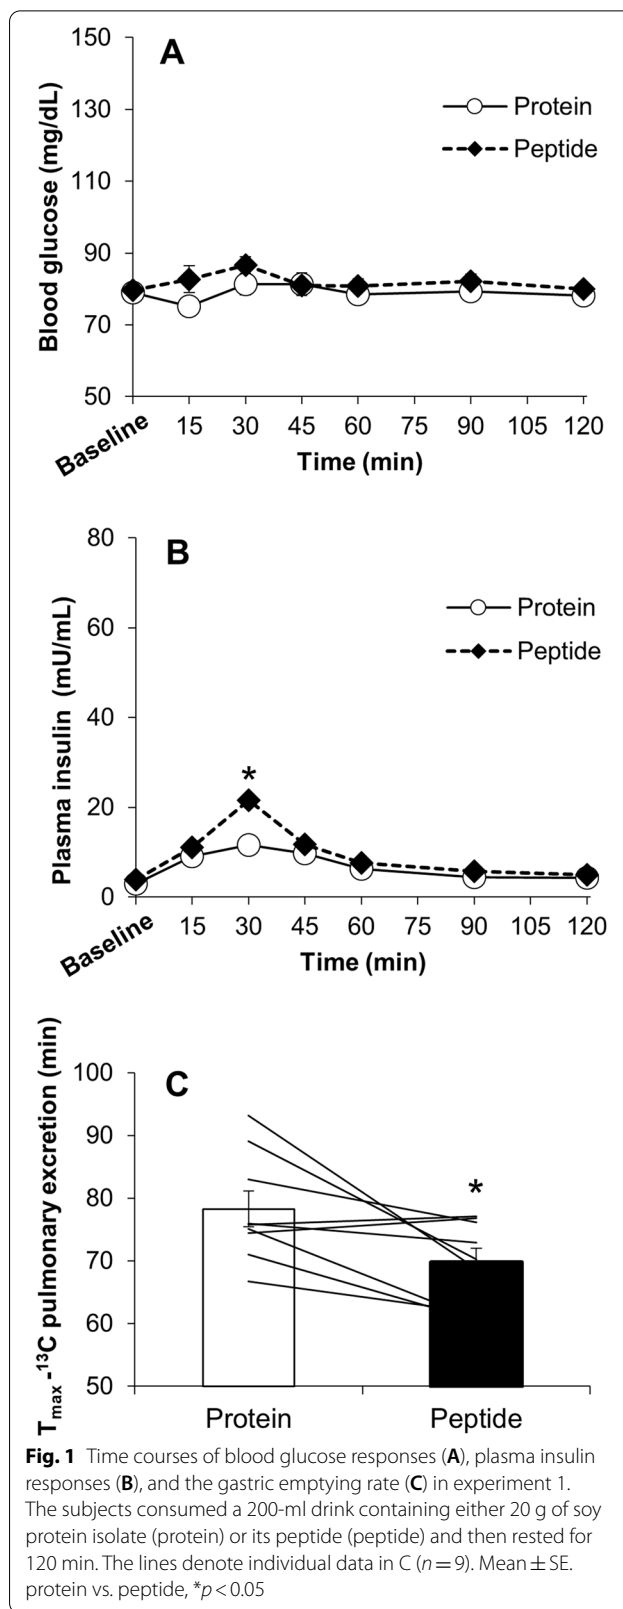 A
Blood glucose (mg/dL)
150
130
110
90
70
50
Protein
Peptide
Baseline 15 30 45 60 75 90 105 120
Time (min)
B
Plasma insulin (mU/mL)
80
60
40
20
0
Protein
Peptide
*
Baseline 15 30 45 60 75 90 105 120
Time (min)
C
Tmax -13C pulmonary excretion (min)
100
90
80
70
60
50
*
Protein Peptide
Fig. 1 Time courses of blood glucose responses (A), plasma insulin
responses (B), and the gastric emptying rate (C) in experiment 1.
The subjects consumed a 200-ml drink containing either 20 g of soy
protein isolate (protein) or its peptide (peptide) and then rested for
120 min. The lines denote individual data in C (n = 9). Mean ± SE.
protein vs. peptide, *p < 0.05